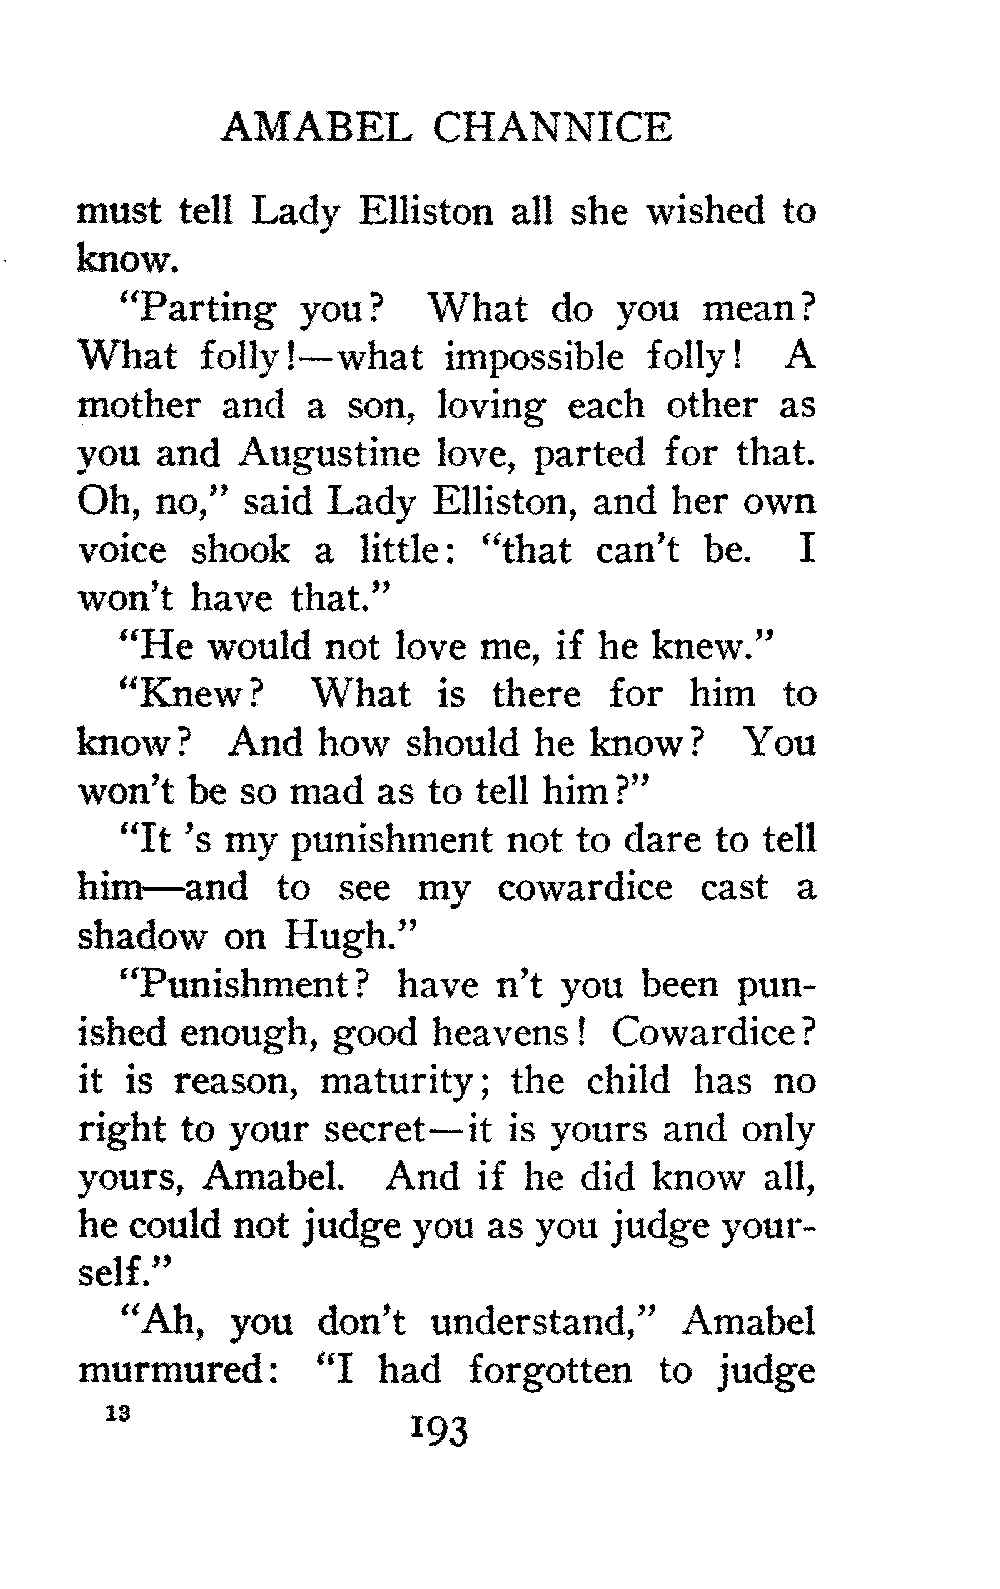 AMABEL CHANNICE
must tell Lady Elliston all she wished to
know.
“Parting you? What do you mean?
What folly!—what impossible folly! A
mother and a son, loving each other as
you and Augustine love, parted for that.
Oh, no,” said Lady Elliston, and her own
voice shook a little: “that can’t be. I
won’t have that.”
“He would not love me, if he knew.”
“Knew? What is there for him to
know? And how should he know? You
won’t be so mad as to tell him?”
“It ’s my punishment not to dare to tell
him—and to see my cowardice cast a
shadow on Hugh.”
“Punishment? have n’t you been pun-
ished enough, good heavens! Cowardice?
it is reason, maturity; the child has no
right to your secret—it is yours and only
yours, Amabel. And if he did know all,
he could not judge you as you judge your-
self.”
“Ah, you don’t understand,” Amabel
murmured: “I had forgotten to judge
13 193